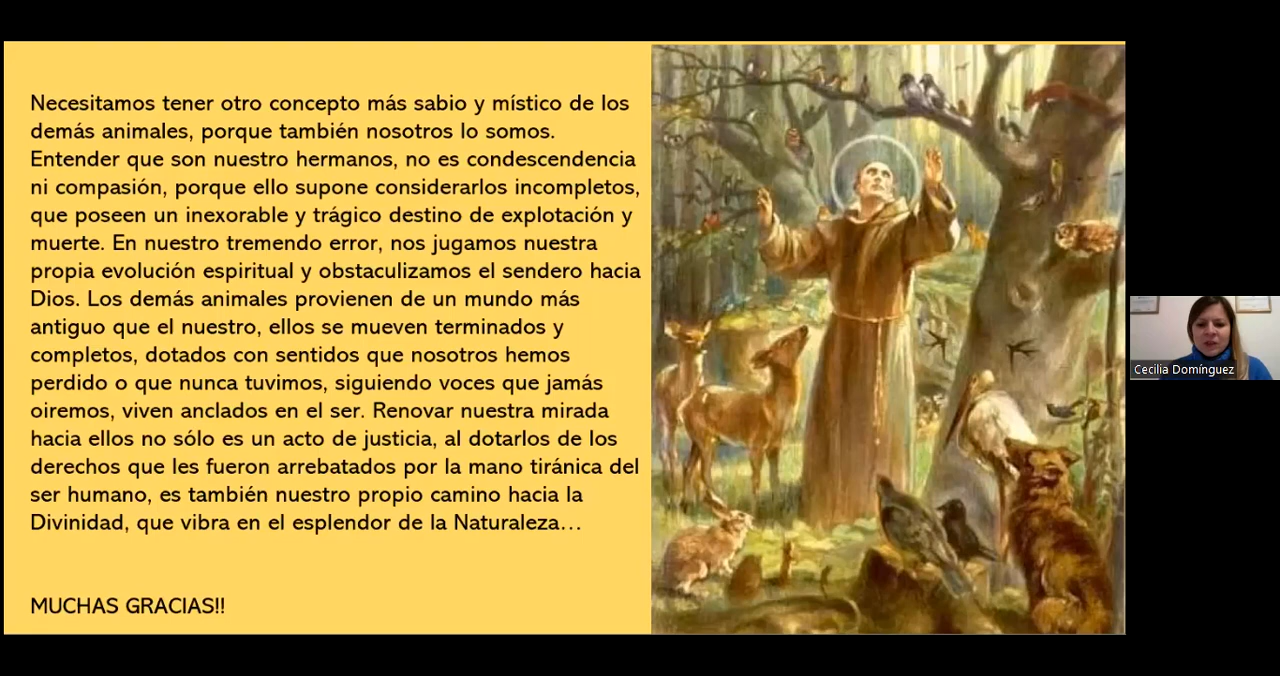 Necesitamos tener otro concepto más sabio y místico de los
demás animales, porque también nosotros lo somos.
Entender que son nuestro hermanos, no es condescendencia
ni compasión, porque ello supone considerarlos incompletos,
que poseen un inexorable y trágico destino de explotación y
muerte. En nuestro tremendo error, nos jugamos nuestra
propia evolución espiritual y obstaculizamos el sendero hacia
Dios. Los demás animales provienen de un mundo más
antiguo que el nuestro, ellos se mueven terminados y
completos, dotados con sentidos que nosotros hemos
perdido o que nunca tuvimos, siguiendo voces que jamás
oiremos, viven anclados en el ser. Renovar nuestra mirada
hacia ellos no sólo es un acto de justicia, al dotarlos de los
derechos que les fueron arrebatados por la mano tiránica del
ser humano, es también nuestro propio camino hacia la
Divinidad, que vibra en el esplendor de la Naturaleza…
MUCHAS GRACIAS!!
Cecilia Domínguez